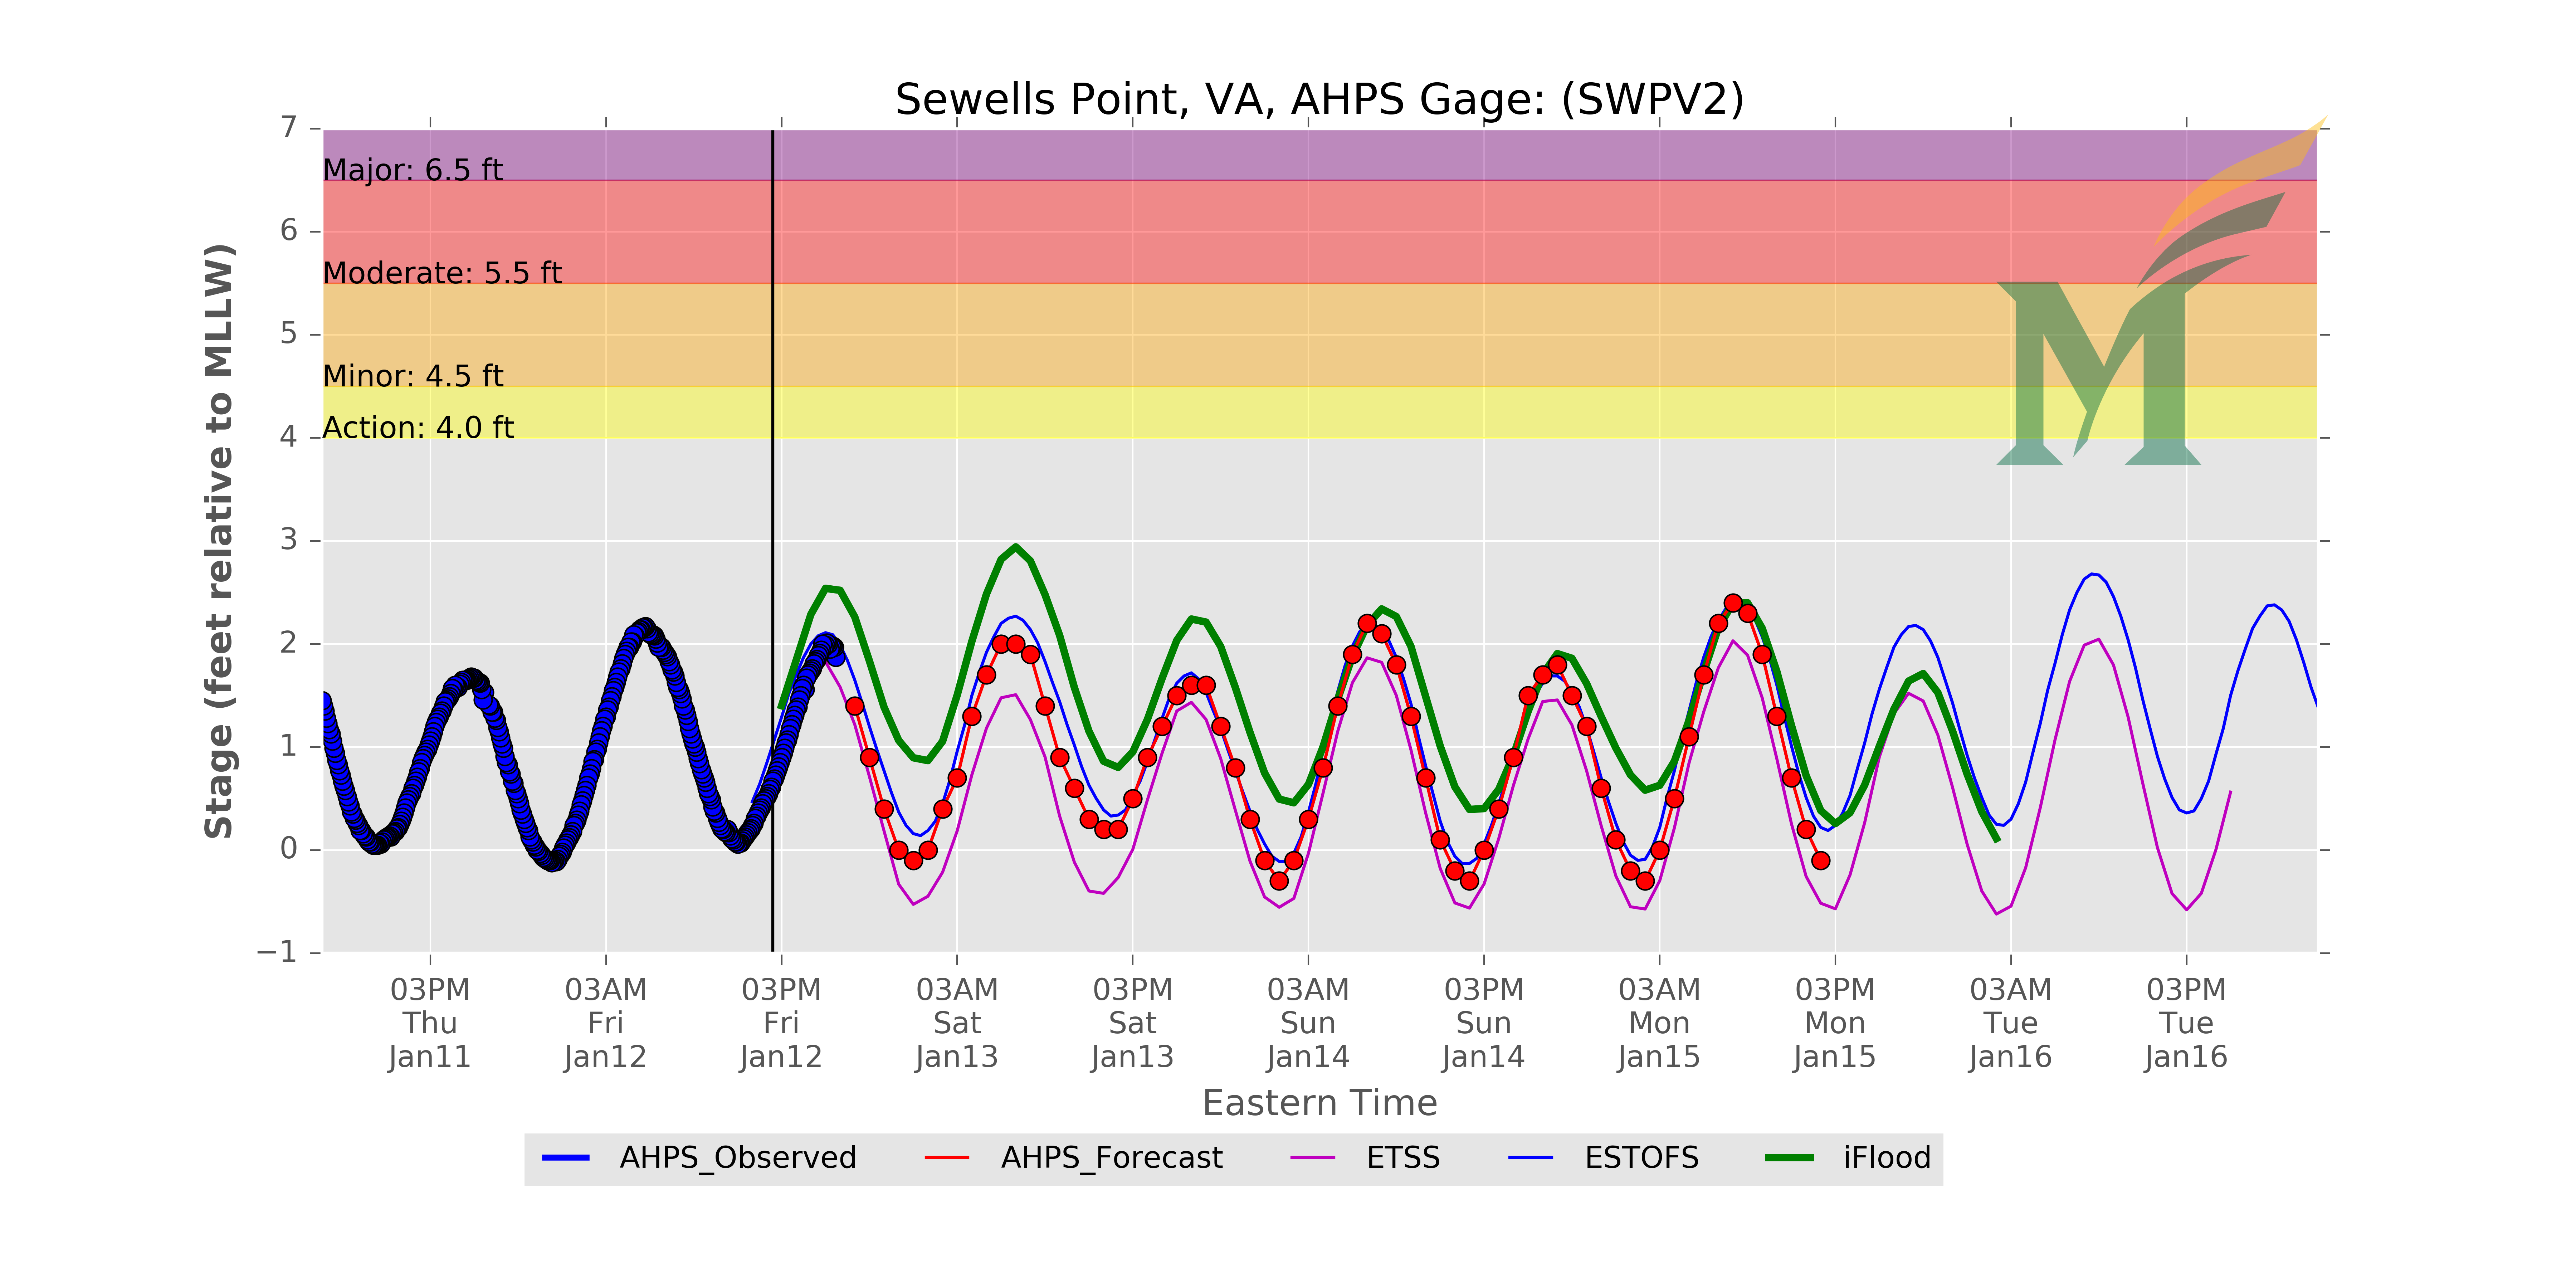 Sewells Point, VA, AHPS Gage: (SWPV2)
Stage (feet relative to MLLW)
7
6
5
4
3
2
1
0
−1
Major: 6.5 ft
Moderate: 5.5 ft
Minor: 4.5 ft
Action: 4.0 ft
M
03PM 03AM 03PM 03AM 03PM 03AM 03PM 03AM 03PM 03AM 03PM
Thu Fri Fri Sat Sat Sun Sun Mon Mon Tue Tue
Jan11 Jan12 Jan12 Jan13 Jan13 Jan14 Jan14 Jan15 Jan15 Jan16 Jan16
Eastern Time
AHPS_Observed AHPS_Forecast ETSS ESTOFS iFlood